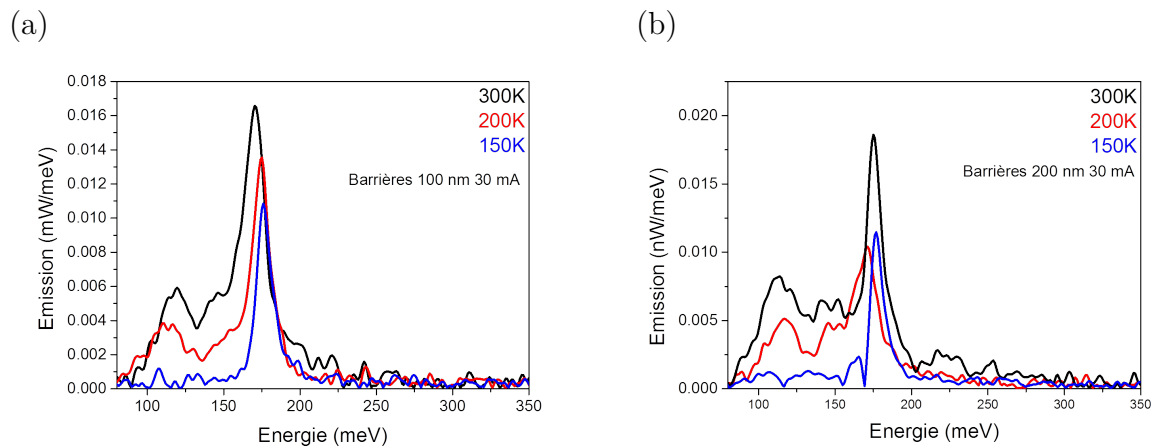 (a)
(b)
0.018
0.016
0.014
0.012
0.010
0.008
0.006
0.004
0.002
0.000
Emission (mW/meV)
300K
200K
150K
Barrières 100 nm 30 mA
100 150 200 250 300 350
Energie (meV)
0.020
0.015
0.010
0.005
0.000
Emission (nW/meV)
300K
200K
150K
Barrières 200 nm 30 mA
100 150 200 250 300 350
Energie (meV)